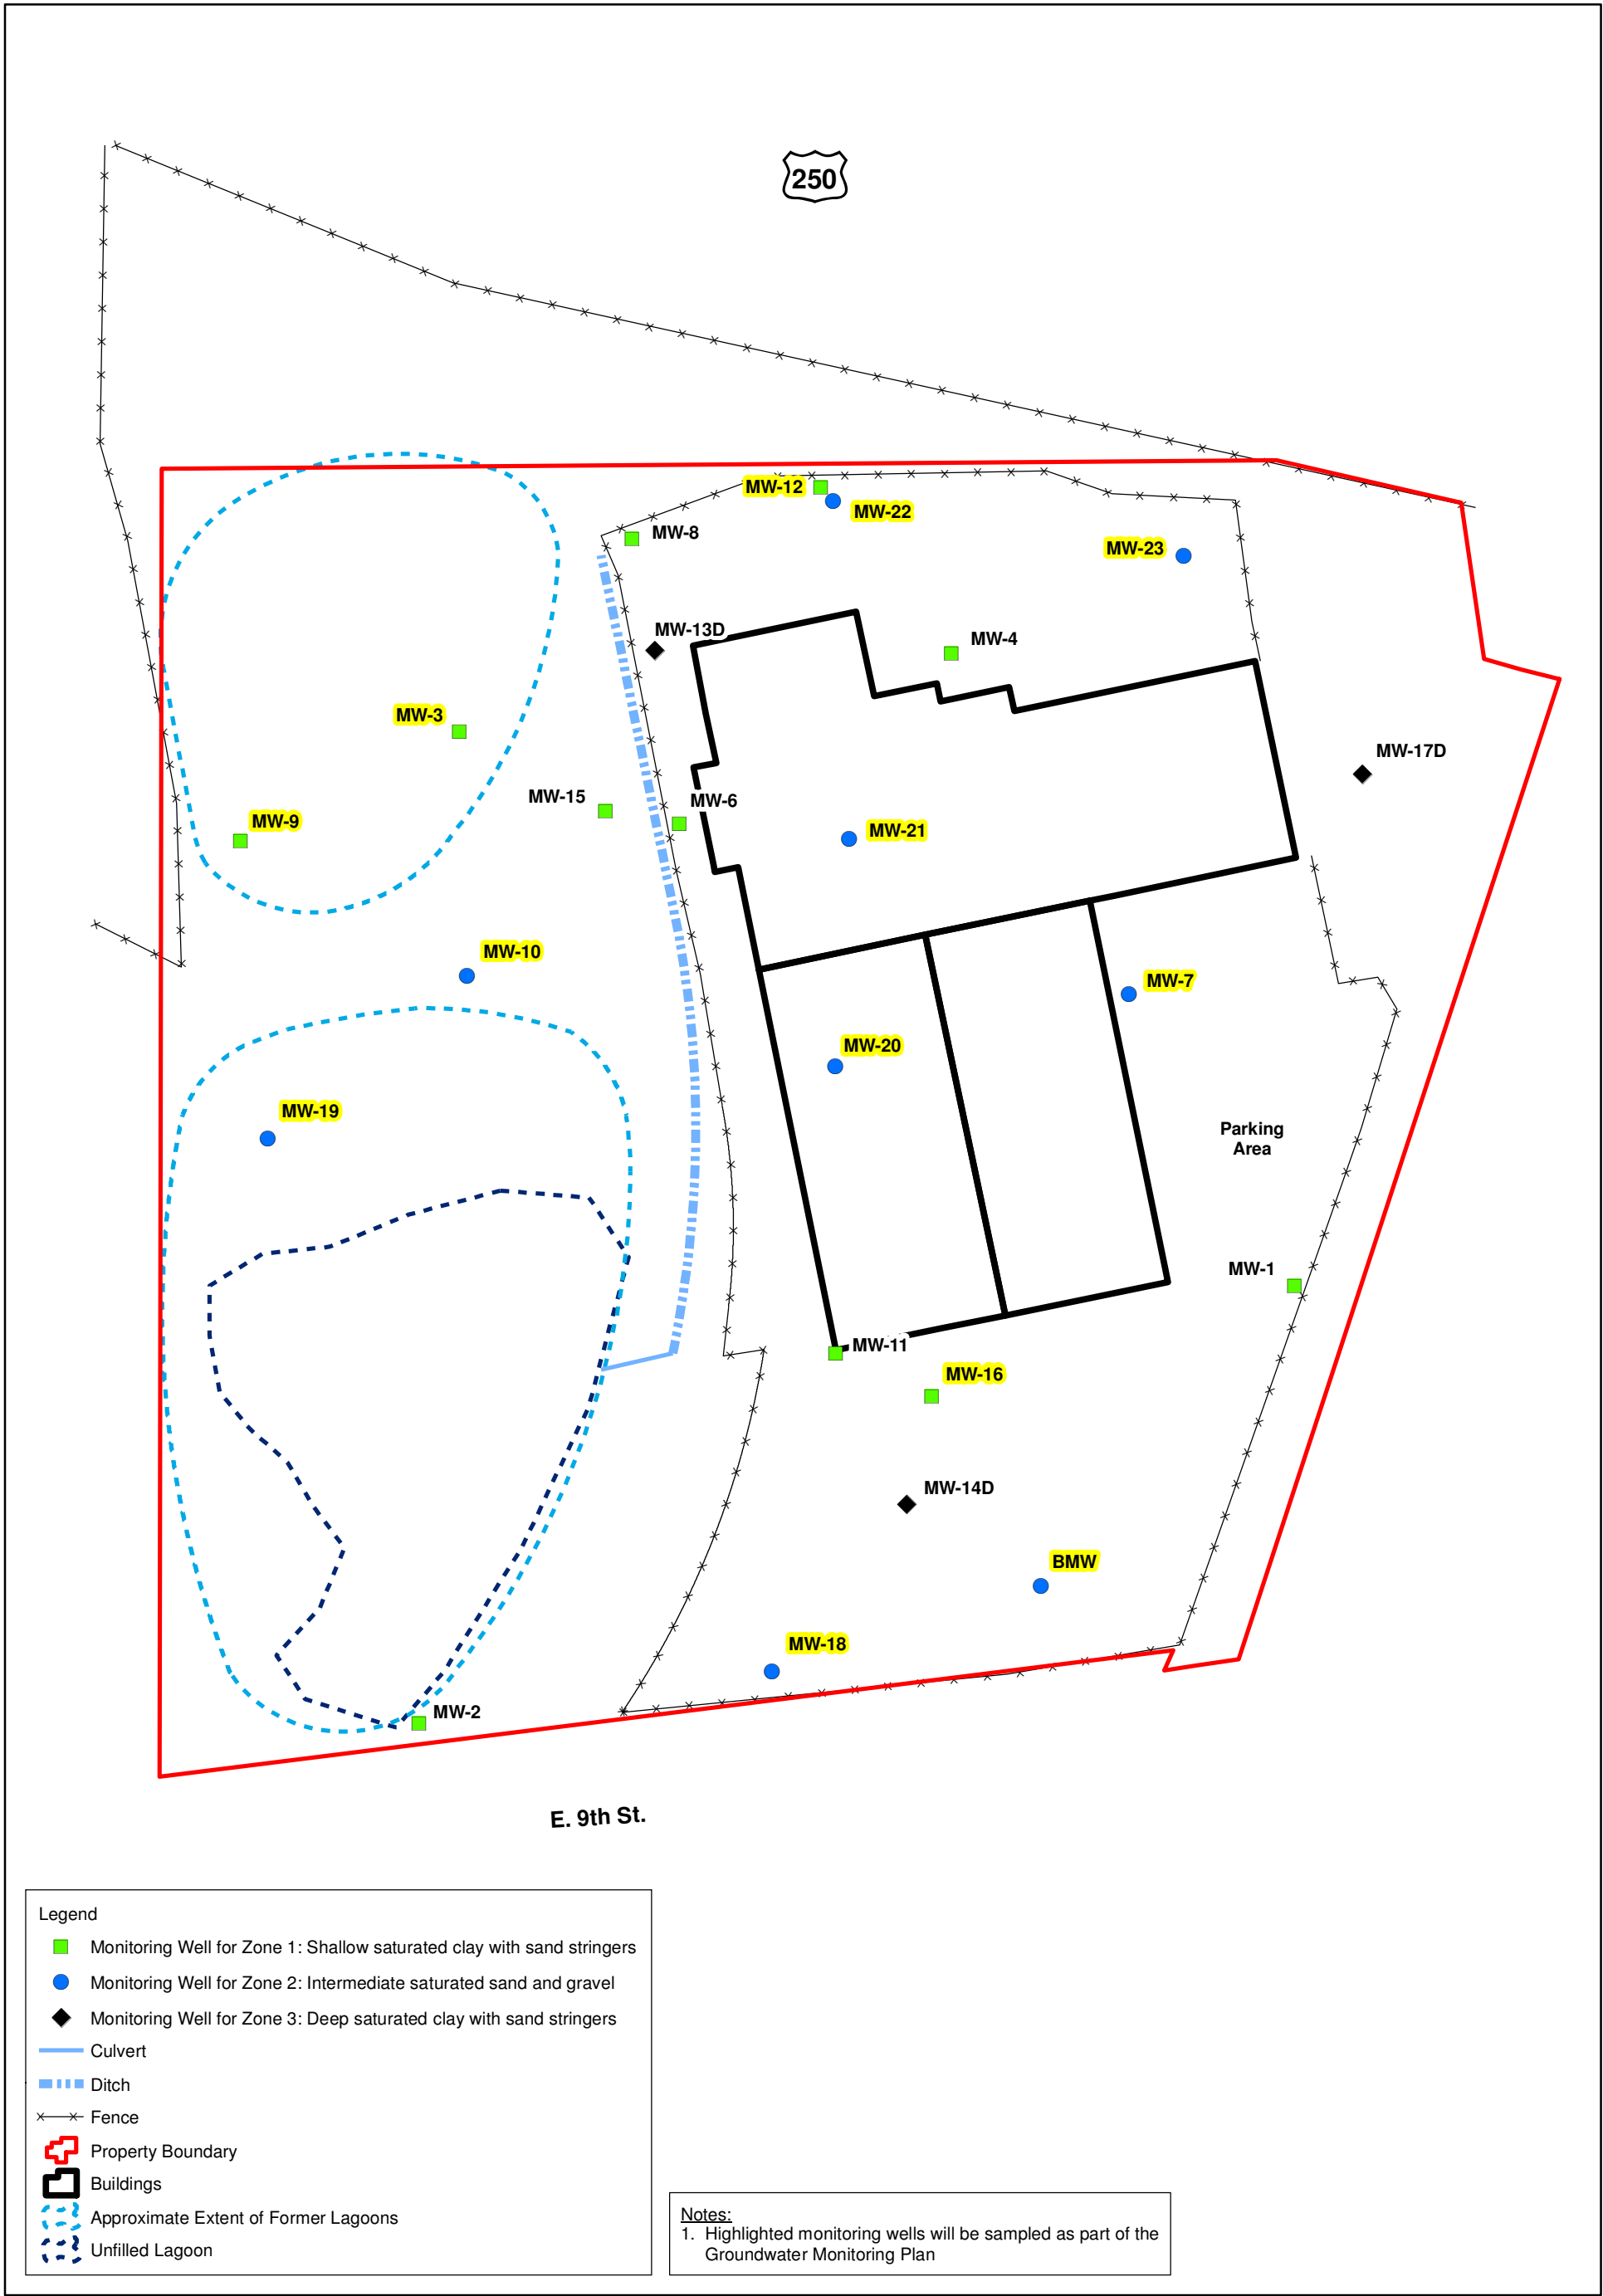 250
MW-12
MW-22
MW-8
MW-23
MW-13D
MW-4
MW-3
MW-17D
MW-15
MW-6
MW-9
MW-21
MW-10
MW-7
MW-20
MW-19
Parking
Area
MW-1
MW-11
MW-16
MW-14D
BMW
MW-18
MW-2
E. 9th St.
Legend
Monitoring Well for Zone 1: Shallow saturated clay with sand stringers
Monitoring Well for Zone 2: Intermediate saturated sand and gravel
Monitoring Well for Zone 3: Deep saturated clay with sand stringers
Culvert
Ditch
Fence
Property Boundary
Buildings
Approximate Extent of Former Lagoons
Unfilled Lagoon
Notes:
1. Highlighted monitoring wells will be sampled as part of the
Groundwater Monitoring Plan